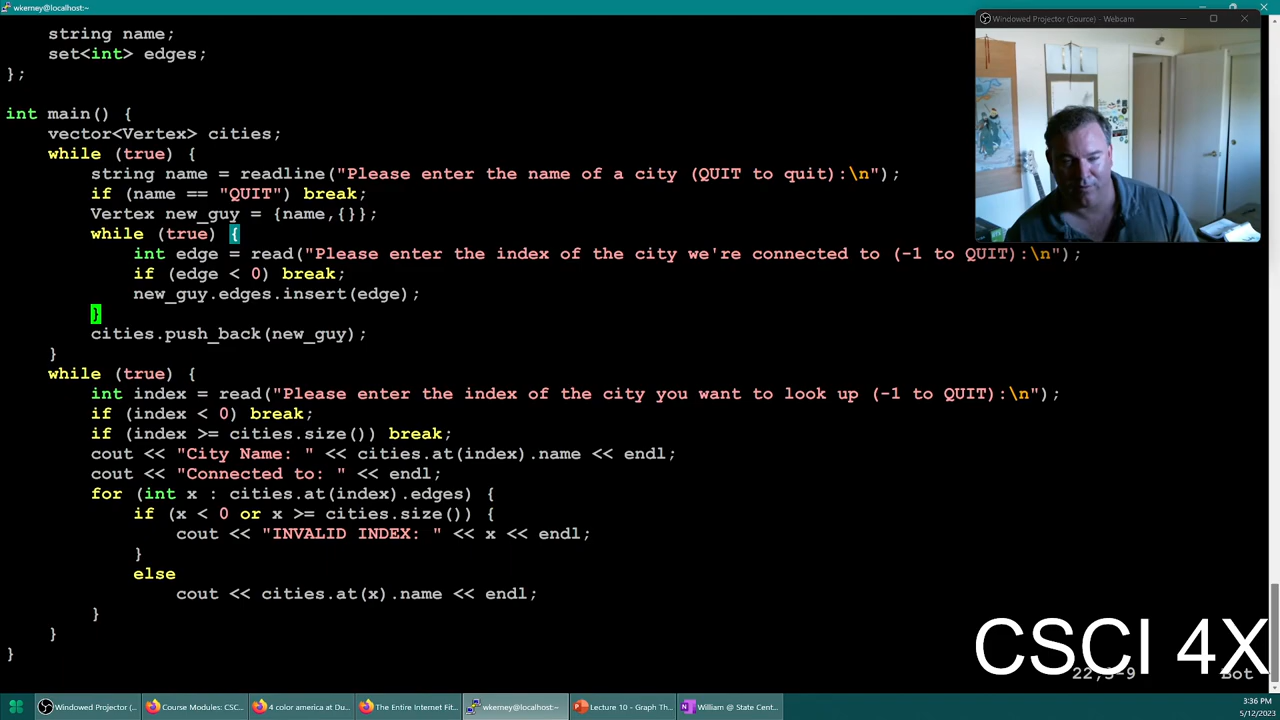 wkerney@localhost:~
Windowed Projector (Source) - Webcam
    string name;
    set<int> edges;
};
int main() {
    vector<Vertex> cities;
    while (true) {
        string name = readline("Please enter the name of a city (QUIT to quit):\n");
        if (name == "QUIT") break;
        Vertex new_guy = {name,{}};
        while (true) {
            int edge = read("Please enter the index of the city we're connected to (-1 to QUIT):\n");
            if (edge < 0) break;
            new_guy.edges.insert(edge);
        }
        cities.push_back(new_guy);
    }
    while (true) {
        int index = read("Please enter the index of the city you want to look up (-1 to QUIT):\n");
        if (index < 0) break;
        if (index >= cities.size()) break;
        cout << "City Name: " << cities.at(index).name << endl;
        cout << "Connected to: " << endl;
        for (int x : cities.at(index).edges) {
            if (x < 0 or x >= cities.size()) {
                cout << "INVALID INDEX: " << x << endl;
            }
            else
                cout << cities.at(x).name << endl;
        }
    }
}
CSCI 4X
22,3-9 Bot
Windowed Projector (... Course Modules: CSC... 4 color america at Du... The Entire Internet Fit... wkerney@localhost:~ Lecture 10 - Graph Th... William @ State Cent...
3:36 PM
5/12/2023